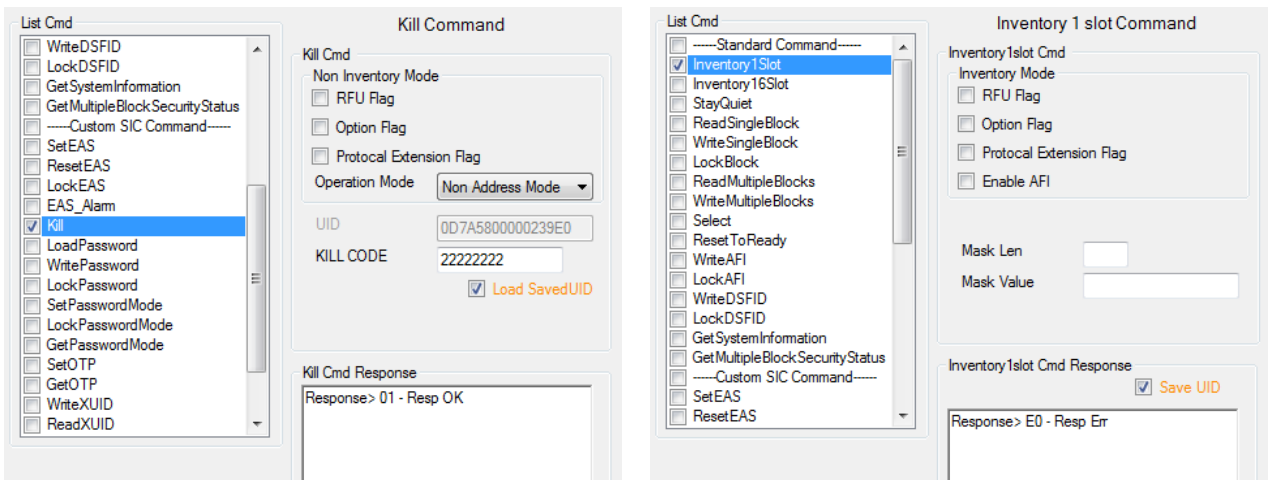 List Cmd
WriteDSFID
LockDSFID
GetSystemInformation
GetMultipleBlockSecurityStatus
------Custom SIC Command------
SetEAS
ResetEAS
LockEAS
EAS_Alarm
Kill
LoadPassword
WritePassword
LockPassword
SetPasswordMode
LockPasswordMode
GetPasswordMode
SetOTP
GetOTP
WriteXUID
ReadXUID
Kill Command
Kill Cmd
Non Inventory Mode
RFU Flag
Option Flag
Protocal Extension Flag
Operation Mode Non Address Mode
UID 0D7A5800000239E0
KILL CODE 22222222
Load SavedUID
Kill Cmd Response
Response> 01 - Resp OK
List Cmd
------Standard Command------
Inventory1Slot
Inventory16Slot
StayQuiet
ReadSingleBlock
WriteSingleBlock
LockBlock
ReadMultipleBlocks
WriteMultipleBlocks
Select
ResetToReady
WriteAFI
LockAFI
WriteDSFID
LockDSFID
GetSystemInformation
GetMultipleBlockSecurityStatus
------Custom SIC Command------
SetEAS
ResetEAS
Inventory 1 slot Command
Inventory1slot Cmd
Inventory Mode
RFU Flag
Option Flag
Protocal Extension Flag
Enable AFI
Mask Len
Mask Value
Inventory1slot Cmd Response
Save UID
Response> E0 - Resp Err